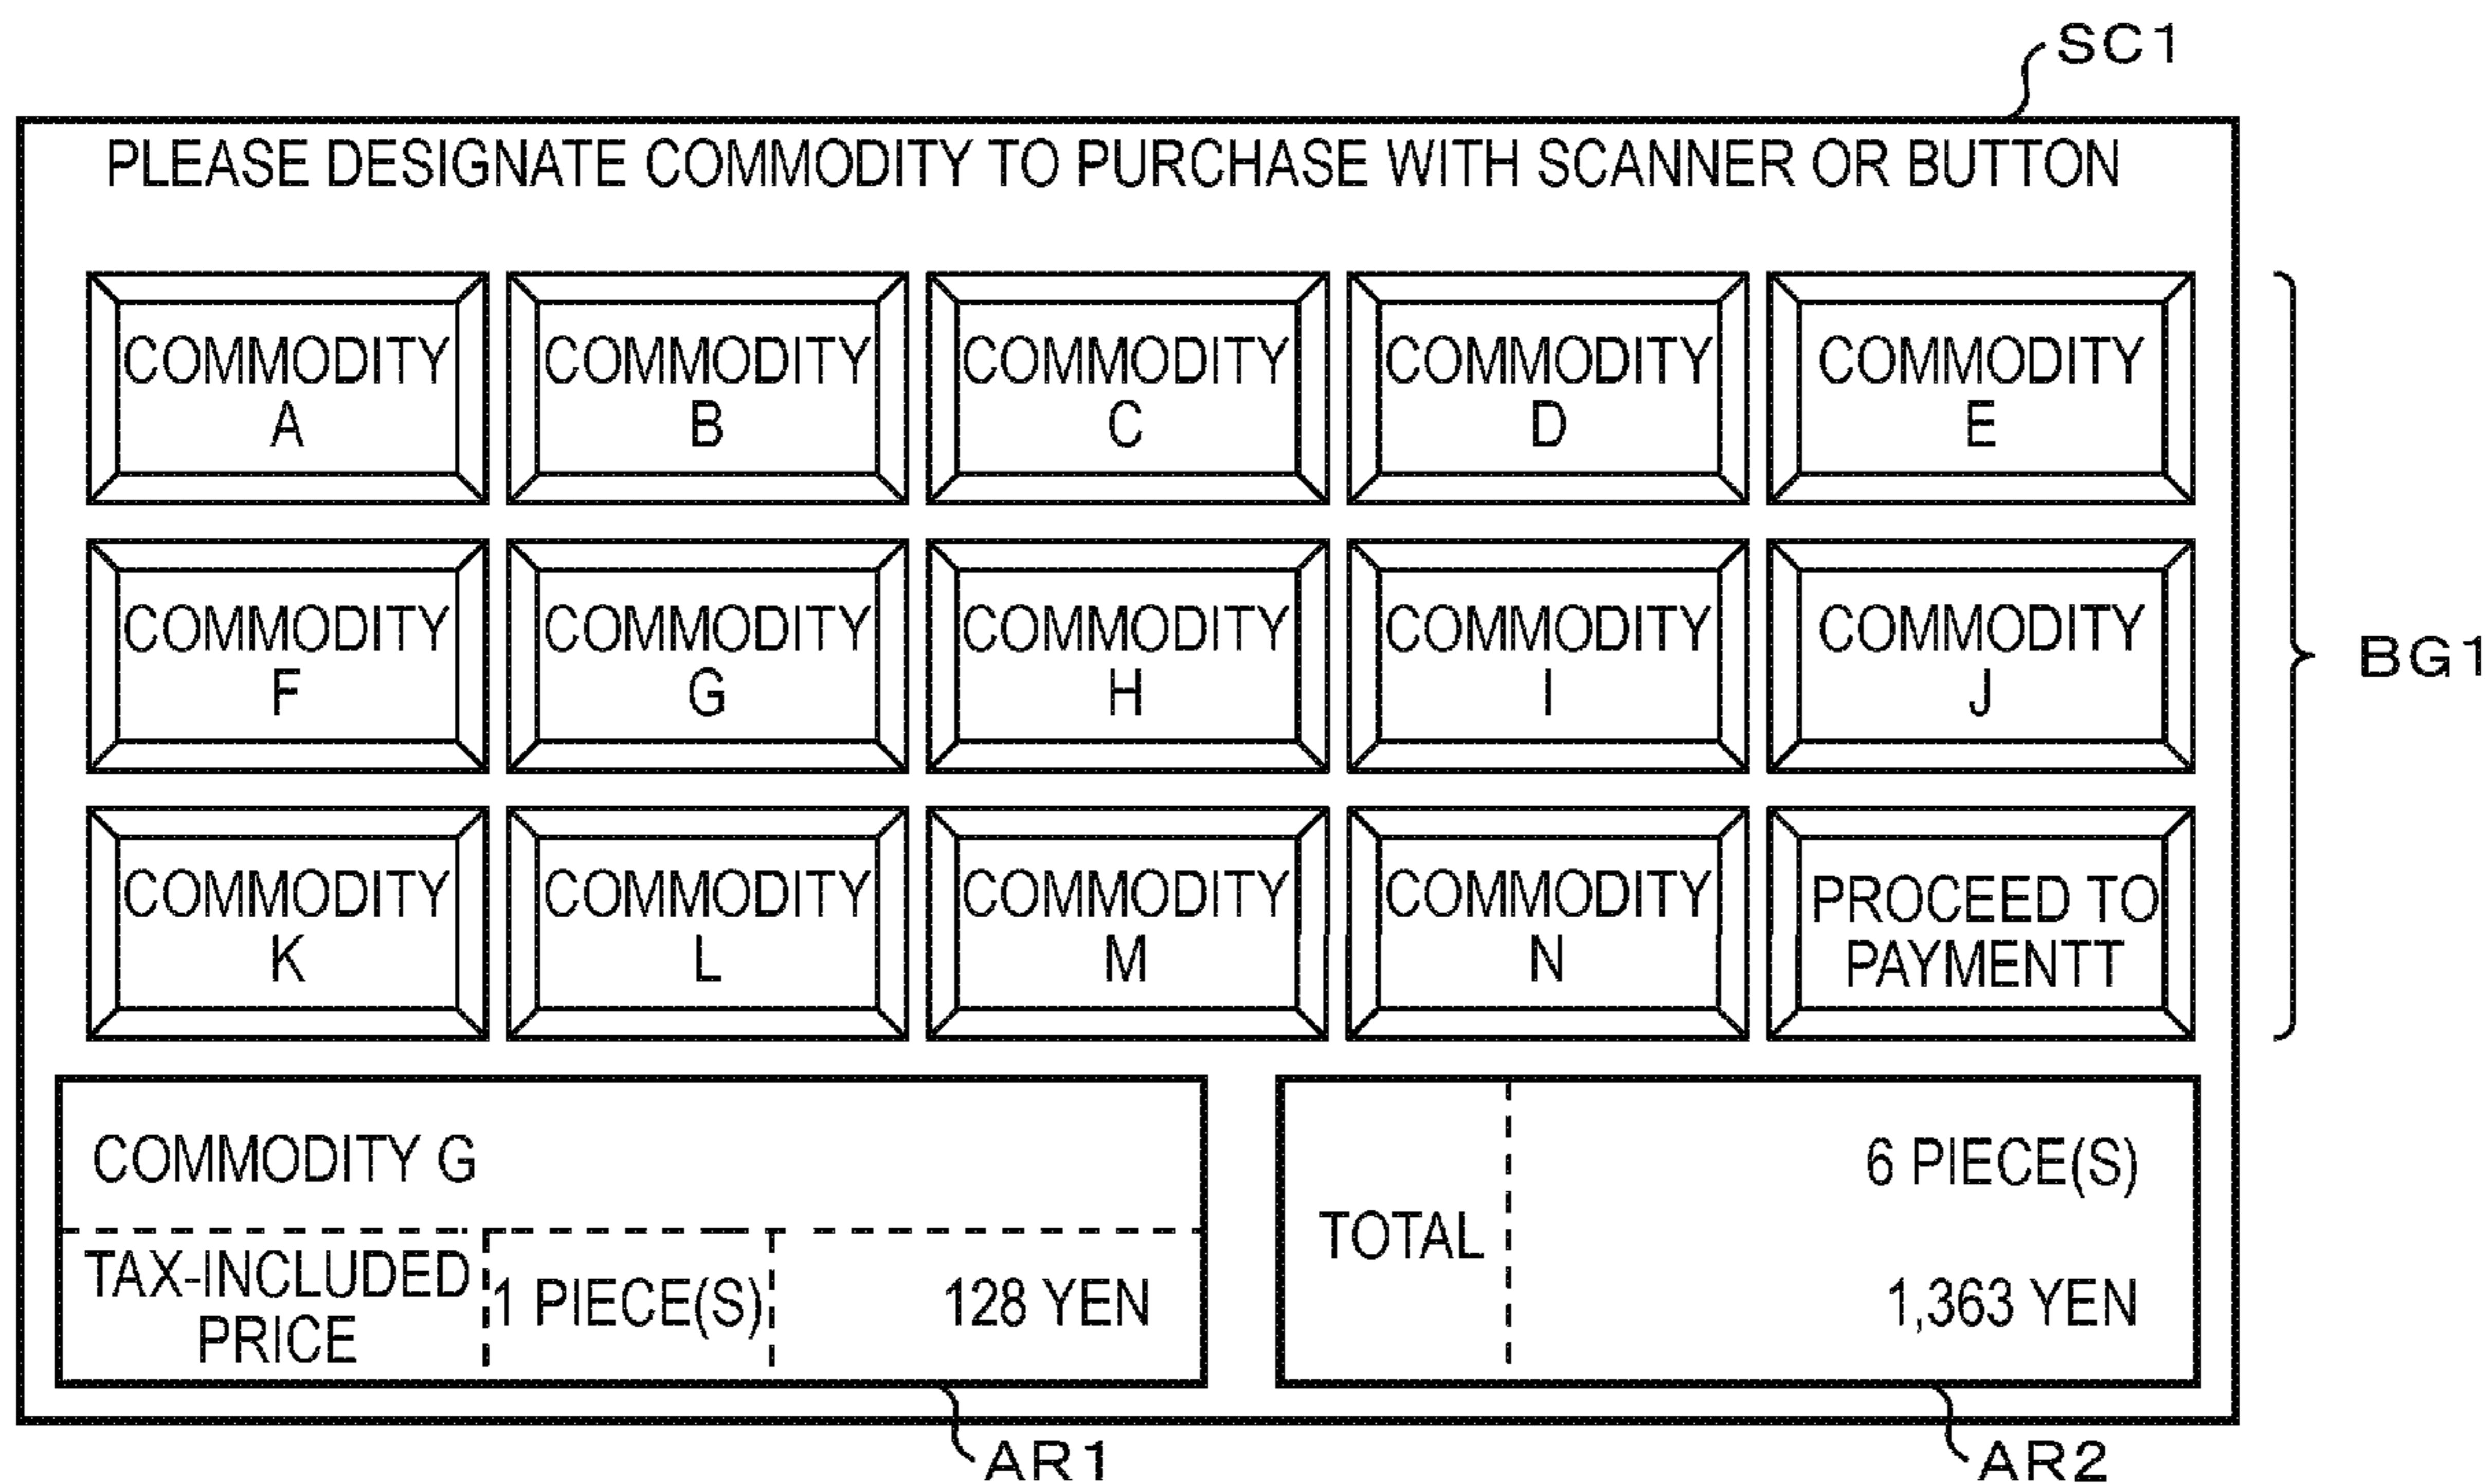 SC1
PLEASE DESIGNATE COMMODITY TO PURCHASE WITH SCANNER OR BUTTON
COMMODITY
A
COMMODITY
B
COMMODITY
C
COMMODITY
D
COMMODITY
E
COMMODITY
F
COMMODITY
G
COMMODITY
H
COMMODITY
I
COMMODITY
J
BG1
COMMODITY
K
COMMODITY
L
COMMODITY
M
COMMODITY
N
PROCEED TO
PAYMENTT
COMMODITY G
TAX-INCLUDED
PRICE
1 PIECE(S)
128 YEN
TOTAL
6 PIECE(S)
1,363 YEN
AR1
AR2